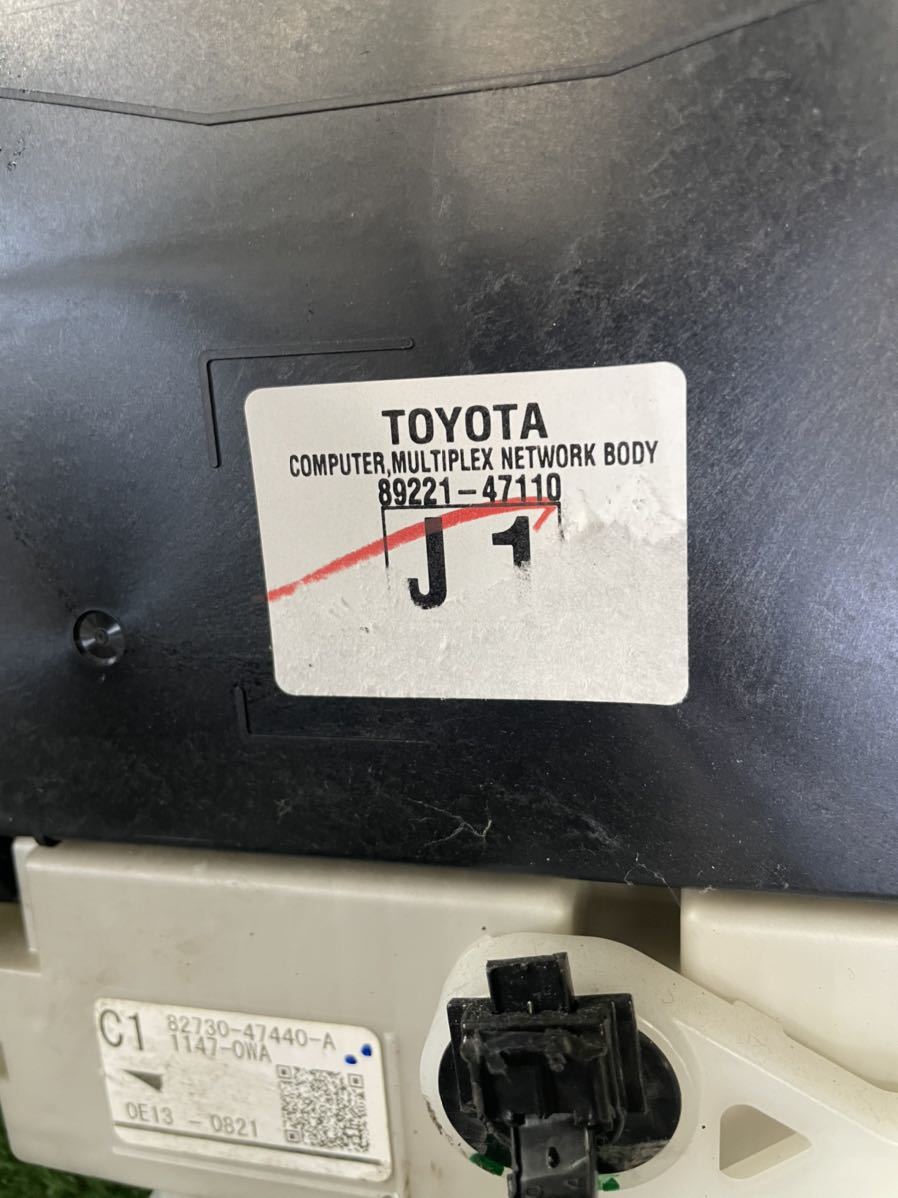 TOYOTA
COMPUTER,MULTIPLEX NETWORK BODY
89221-47110
J 1
C1 82730-47440-A
1147-0WA
0E13 - 0821